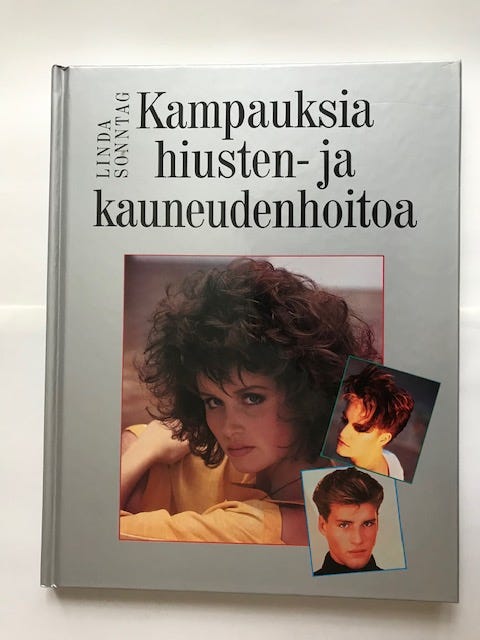 LINDA
SONNTAG
Kampauksia
hiusten- ja
kauneudenhoitoa